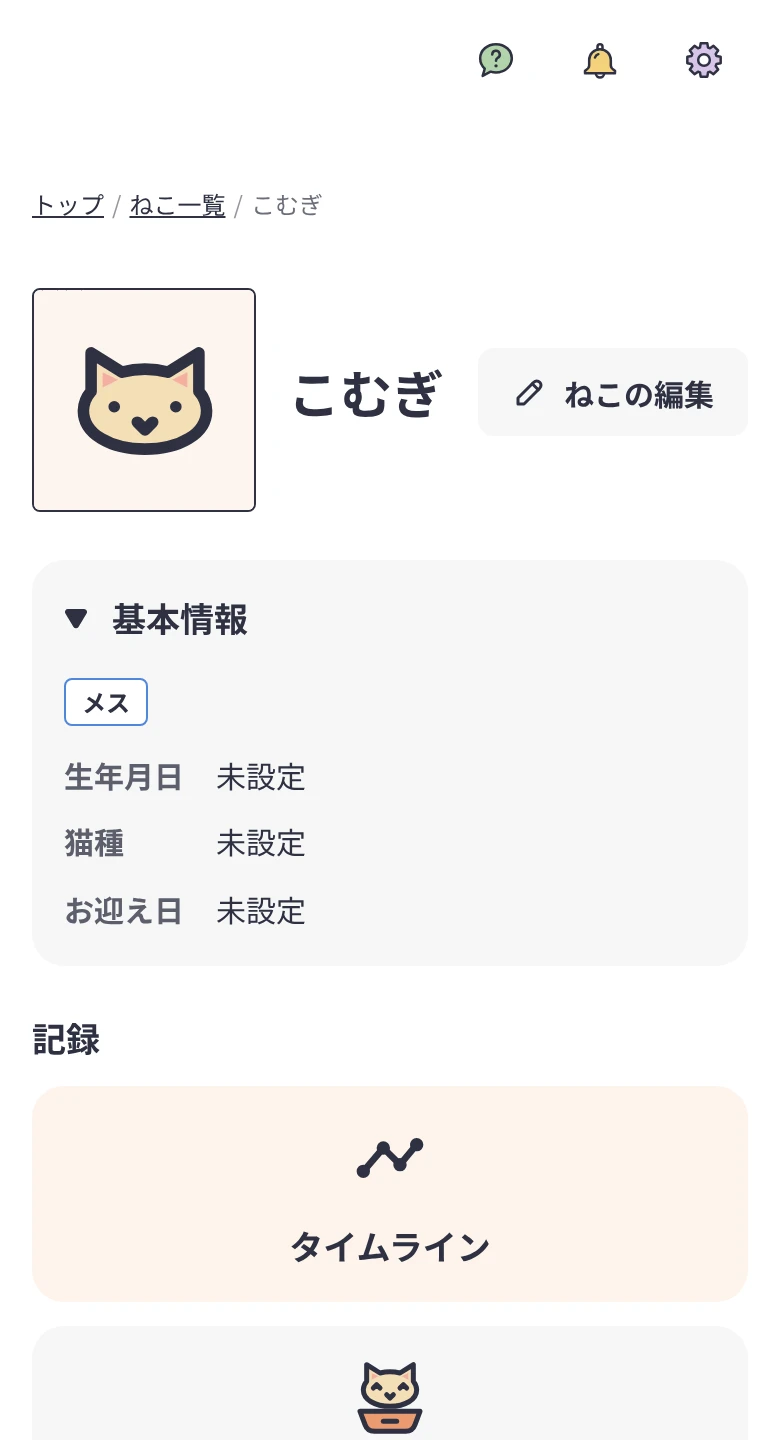 トップ / ねこ一覧 / こむぎ
こむぎ
ねこの編集
基本情報
メス
生年月日 未設定
猫種 未設定
お迎え日 未設定
記録
タイムライン